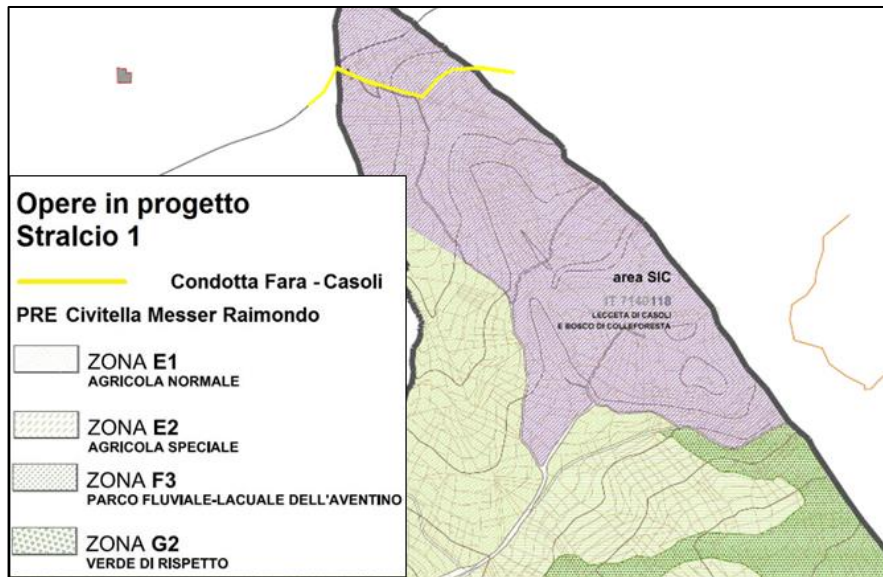 Opere in progetto
Stralcio 1
Condotta Fara - Casoli
PRE Civitella Messer Raimondo
ZONA E1
AGRICOLA NORMALE
ZONA E2
AGRICOLA SPECIALE
ZONA F3
PARCO FLUVIALE-LACUALE DELL'AVENTINO
ZONA G2
VERDE DI RISPETTO
area SIC
IT 7140118
LECCETA DI CASOLI
E BOSCO DI COLLEFORESTA